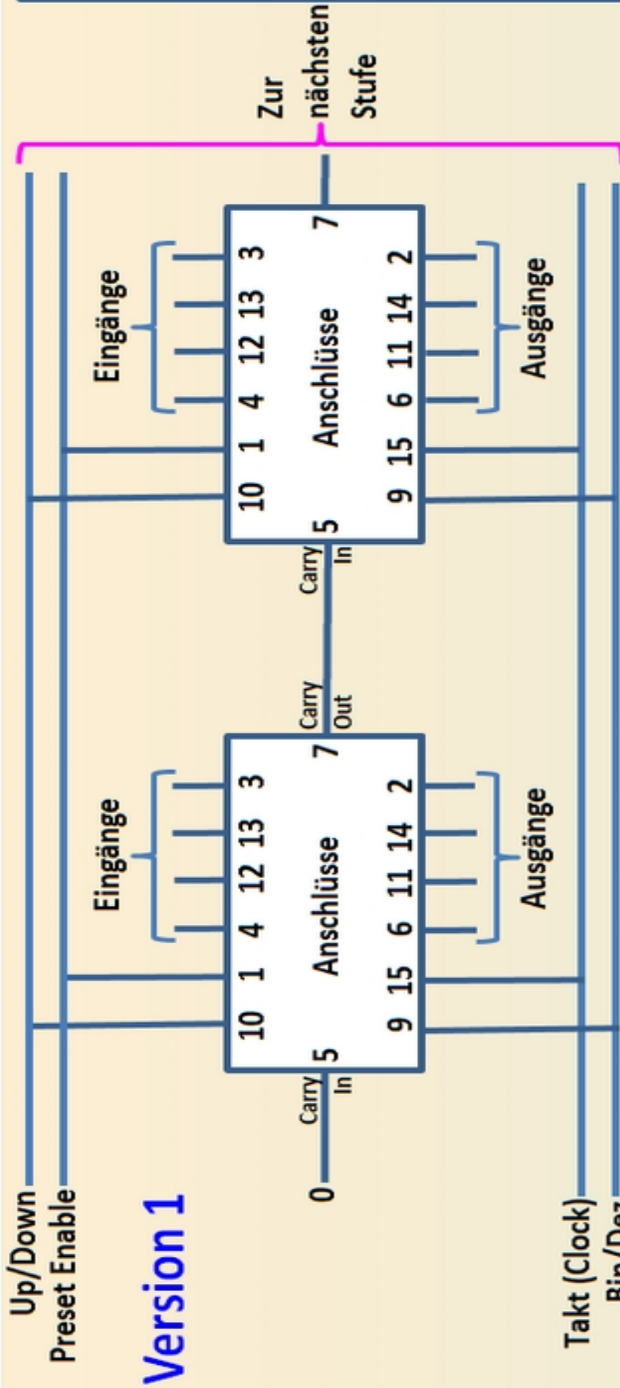 Up/Down
Preset Enable
Version 1
Eingänge
Eingänge
10 1 4 12 13 3
10 1 4 12 13 3
0
Carry
In
5
Anschlüsse
7
Carry
Out
Carry
In
5
Anschlüsse
7
Zur
nächsten
Stufe
9 15 6 11 14 2
9 15 6 11 14 2
Ausgänge
Ausgänge
Takt (Clock)